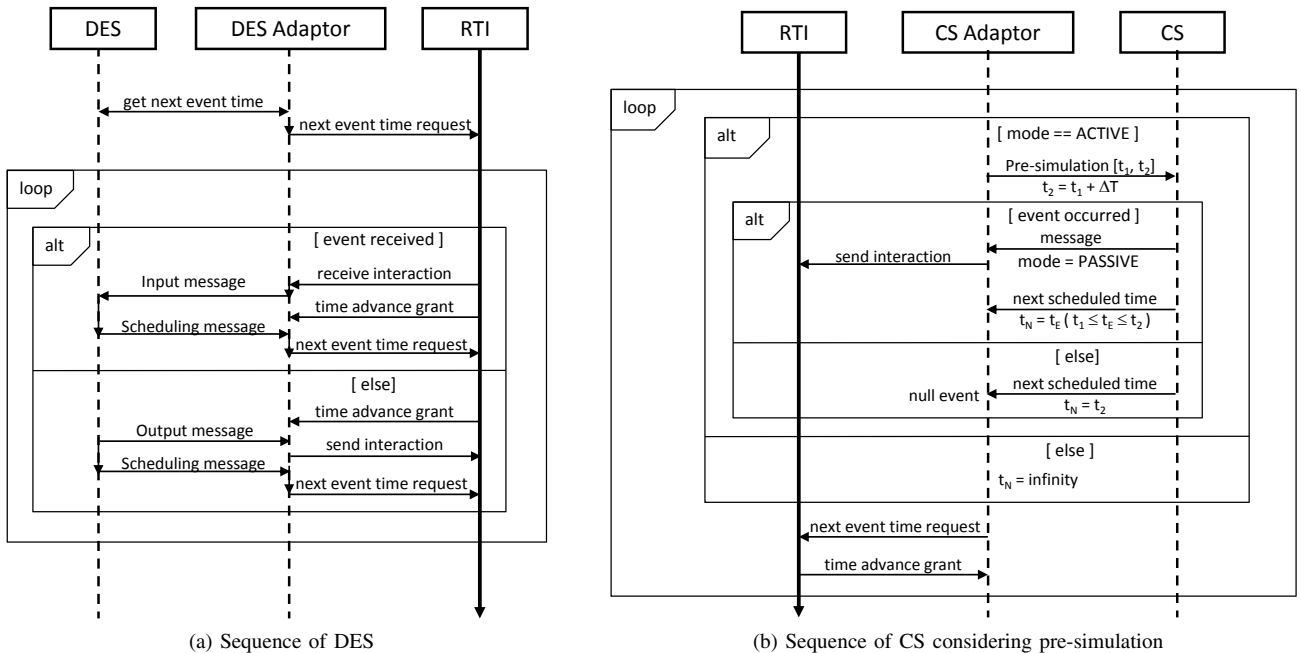 DES
DES Adaptor
RTI
get next event time
next event time request
loop
alt
[ event received ]
receive interaction
Input message
time advance grant
Scheduling message
next event time request
[ else]
time advance grant
Output message
send interaction
Scheduling message
next event time request
(a) Sequence of DES
RTI
CS Adaptor
CS
loop
alt
[ mode == ACTIVE ]
Pre-simulation [t₁, t₂]
t₂ = t₁ + ΔT
alt
[ event occurred ]
message
send interaction
mode = PASSIVE
next scheduled time
t_N = t_E ( t₁ ≤ t_E ≤ t₂ )
[ else]
next scheduled time
null event
t_N = t₂
[ else ]
t_N = infinity
next event time request
time advance grant
(b) Sequence of CS considering pre-simulation